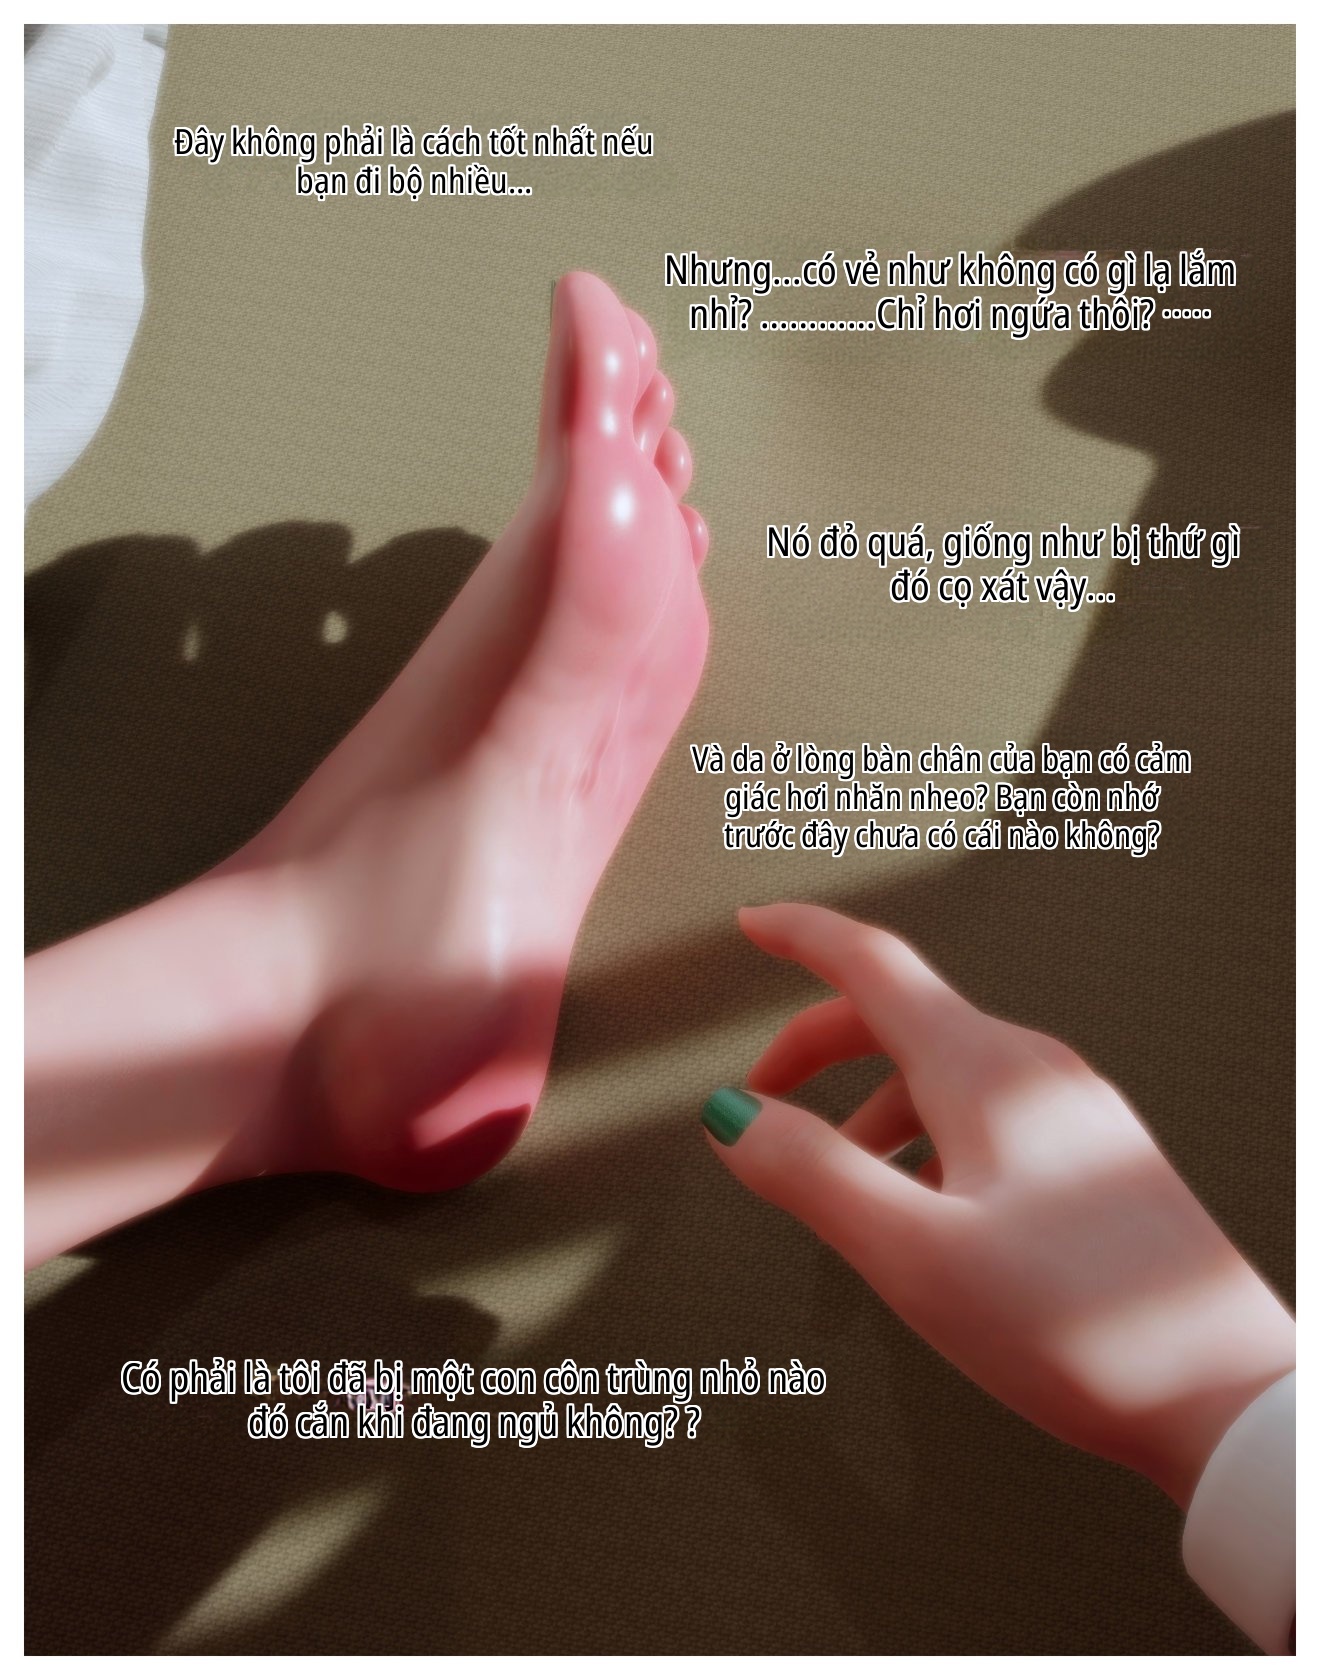 Đây không phải là cách tốt nhất nếu
bạn đi bộ nhiều...
Nhưng...có vẻ như không có gì lạ lắm
nhỉ? ............Chỉ hơi ngứa thôi? ·····
Nó đỏ quá, giống như bị thứ gì
đó cọ xát vậy...
Và da ở lòng bàn chân của bạn có cảm
giác hơi nhăn nheo? Bạn còn nhớ
trước đây chưa có cái nào không?
Có phải là tôi đã bị một con côn trùng nhỏ nào
đó cắn khi đang ngủ không? ?